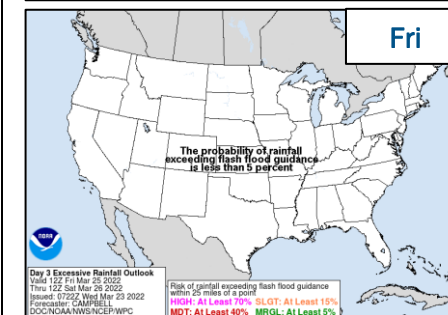 Fri
The probability of rainfall
exceeding flash flood guidance
is less than 5 percent
NOAA
Day 3 Excessive Rainfall Outlook
Valid 12Z Fri Mar 25 2022
Thru 12Z Sat Mar 26 2022
Issued: 0722Z Wed Mar 23 2022
Forecaster: CAMPBELL
DOC/NOAA/NWS/NCEP/WPC
Risk of rainfall exceeding flash flood guidance
within 25 miles of a point
HIGH: At Least 70% SLGT: At Least 15%
MDT: At Least 40% MRGL: At Least 5%